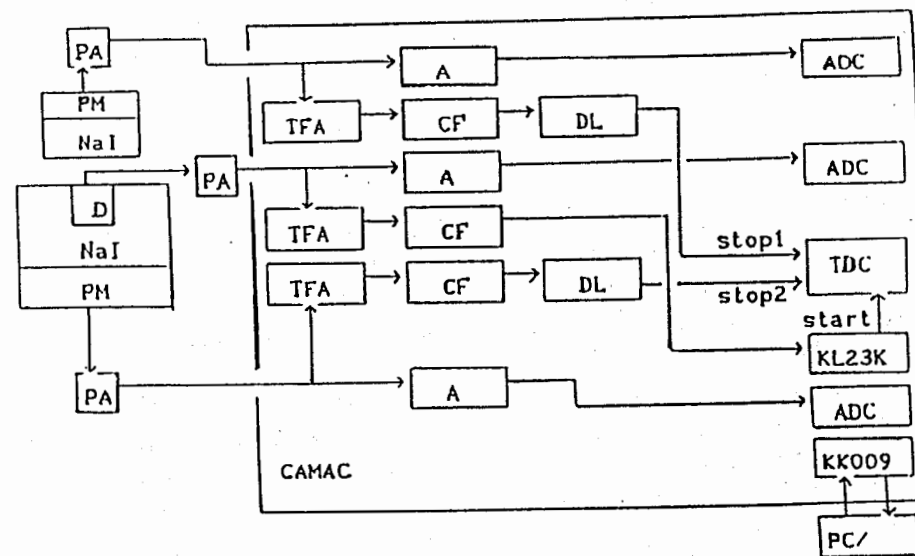 PA
A
ADC
PM
NaI
TFA
CF
DL
PA
A
ADC
D
NaI
PM
TFA
CF
stop1
TDC
TFA
CF
DL
stop2
start
KL23K
PA
A
ADC
CAMAC
KK009
PC/